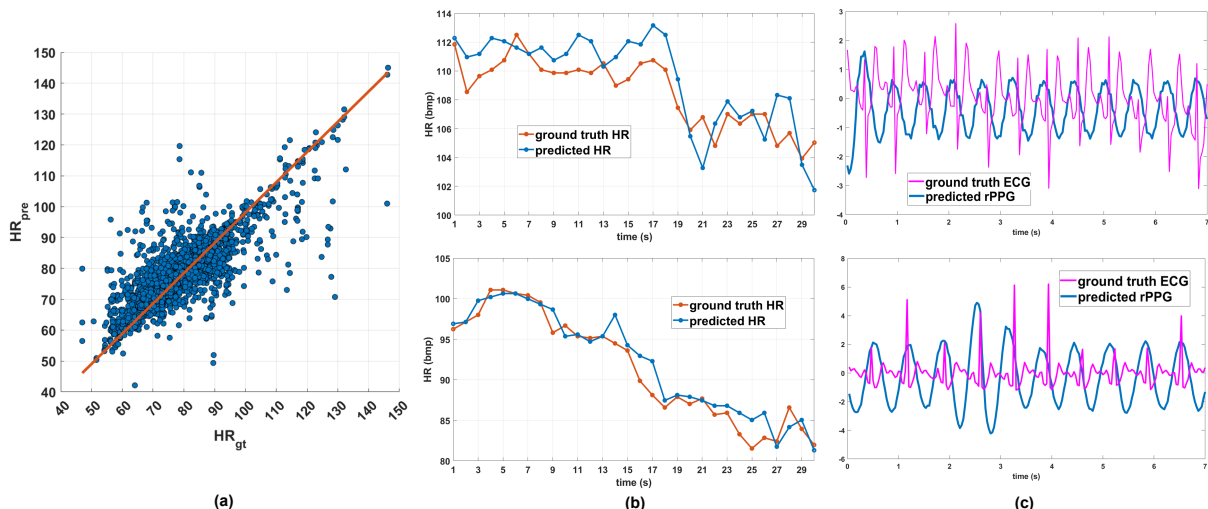 150
140
130
120
110
100
90
80
70
60
50
40
HR_pre
40 50 60 70 80 90 100 110 120 130 140 150
HR_gt
(a)
114
112
110
108
106
104
102
100
HR (bmp)
ground truth HR
predicted HR
1 3 5 7 9 11 13 15 17 19 21 23 25 27 29
time (s)
105
100
95
90
85
80
HR (bmp)
ground truth HR
predicted HR
1 3 5 7 9 11 13 15 17 19 21 23 25 27 29
time (s)
(b)
4
3
2
1
0
-1
-2
-3
-4
ground truth ECG
predicted rPPG
0 1 2 3 4 5 6 7
time (s)
8
6
4
2
0
-2
-4
-6
ground truth ECG
predicted rPPG
0 1 2 3 4 5 6 7
time (s)
(c)